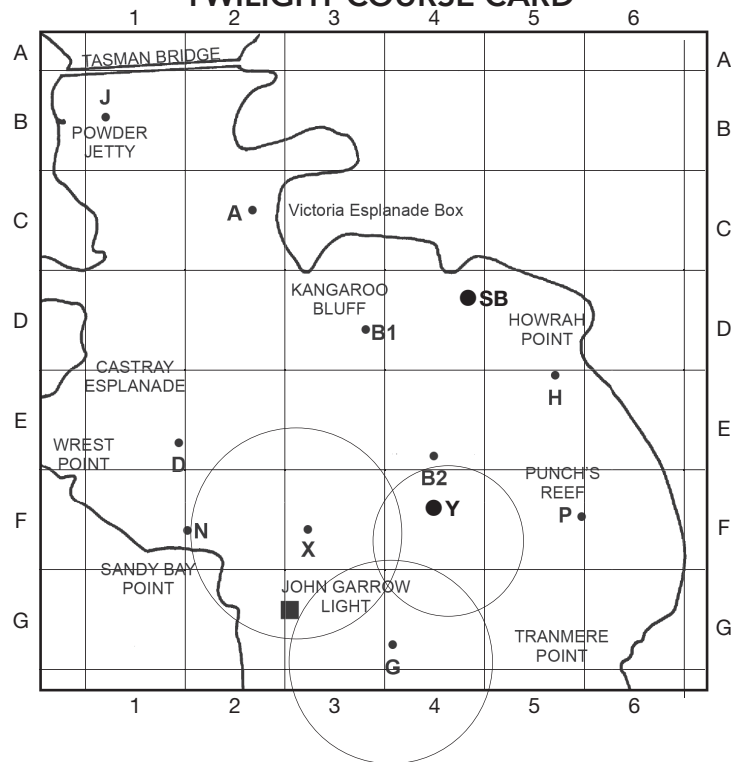 TWILIGHT COURSE CARD
1 2 3 4 5 6
A TASMAN BRIDGE A
J
B B
POWDER
JETTY
C A Victoria Esplanade Box C
KANGAROO
BLUFF
SB
D HOWRAH D
POINT
B1
CASTRAY
ESPLANADE
H
E E
WREST
POINT
D
B2
PUNCH'S
REEF
F N X Y P F
SANDY BAY
POINT
JOHN GARROW
LIGHT
G G
TRANMERE
POINT
G
1 2 3 4 5 6